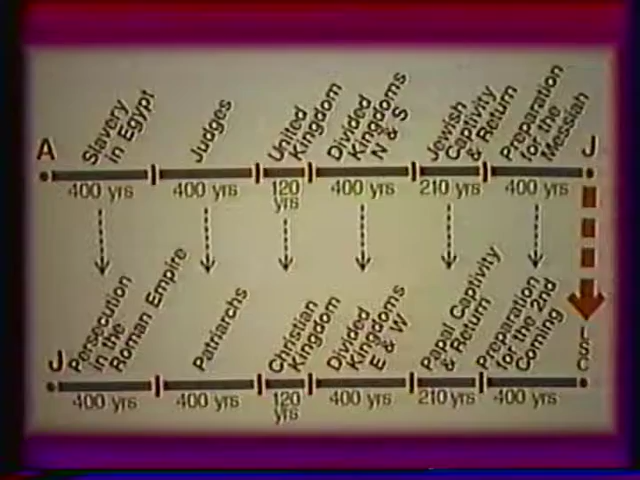 A
Slavery
in Egypt
Judges
United
Kingdom
Divided
Kingdoms
N & S
Jewish
Captivity
& Return
Preparation
for the
Messiah
J
400 yrs
400 yrs
120
yrs
400 yrs
210 yrs
400 yrs
J
Persecution
in the
Roman Empire
Patriarchs
Christian
Kingdom
Divided
Kingdoms
E & W
Papal Captivity
& Return
Preparation
for the 2nd
Coming
400 yrs
400 yrs
120
yrs
400 yrs
210 yrs
400 yrs